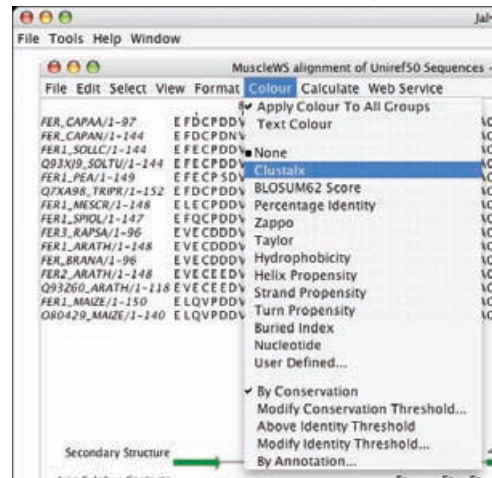 Jal
File Tools Help Window
MuscleWS alignment of Uniref50 Sequences -
File Edit Select View Format Colour Calculate Web Service
✔ Apply Colour To All Groups
FER_CAPAA/1-97 EFDCPDDV
Text Colour
FER_CAPAN/1-144 EFDCPDNV
FER1_SOLLC/1-144 EFECPDDV
None
Q93XJ9_SOLTU/1-144 EFECPDDV
Clustalx
FER1_PEA/1-149 EFECPSDV
Q7XA98_TRIPR/1-152 EFDCPDDV
BLOSUM62 Score
FER1_MESCR/1-148 ELECPDDV
Percentage Identity
FER1_SPIOL/1-147 EFQCPDDV
Zappo
FER3_RAPSA/1-96 EVECDDDV
Taylor
FER1_ARATH/1-148 EVECDDDV
FER_BRANA/1-96 EVECDDDV
Hydrophobicity
FER2_ARATH/1-148 EVECEEDV
Helix Propensity
Q93Z60_ARATH/1-118 EVECEEDV
Strand Propensity
FER1_MAIZE/1-150 ELQVPDDV
Turn Propensity
O80429_MAIZE/1-140 ELQVPDDV
Buried Index
Nucleotide
User Defined...
✔ By Conservation
Modify Conservation Threshold...
Above Identity Threshold
Modify Identity Threshold...
Secondary Structure
By Annotation...